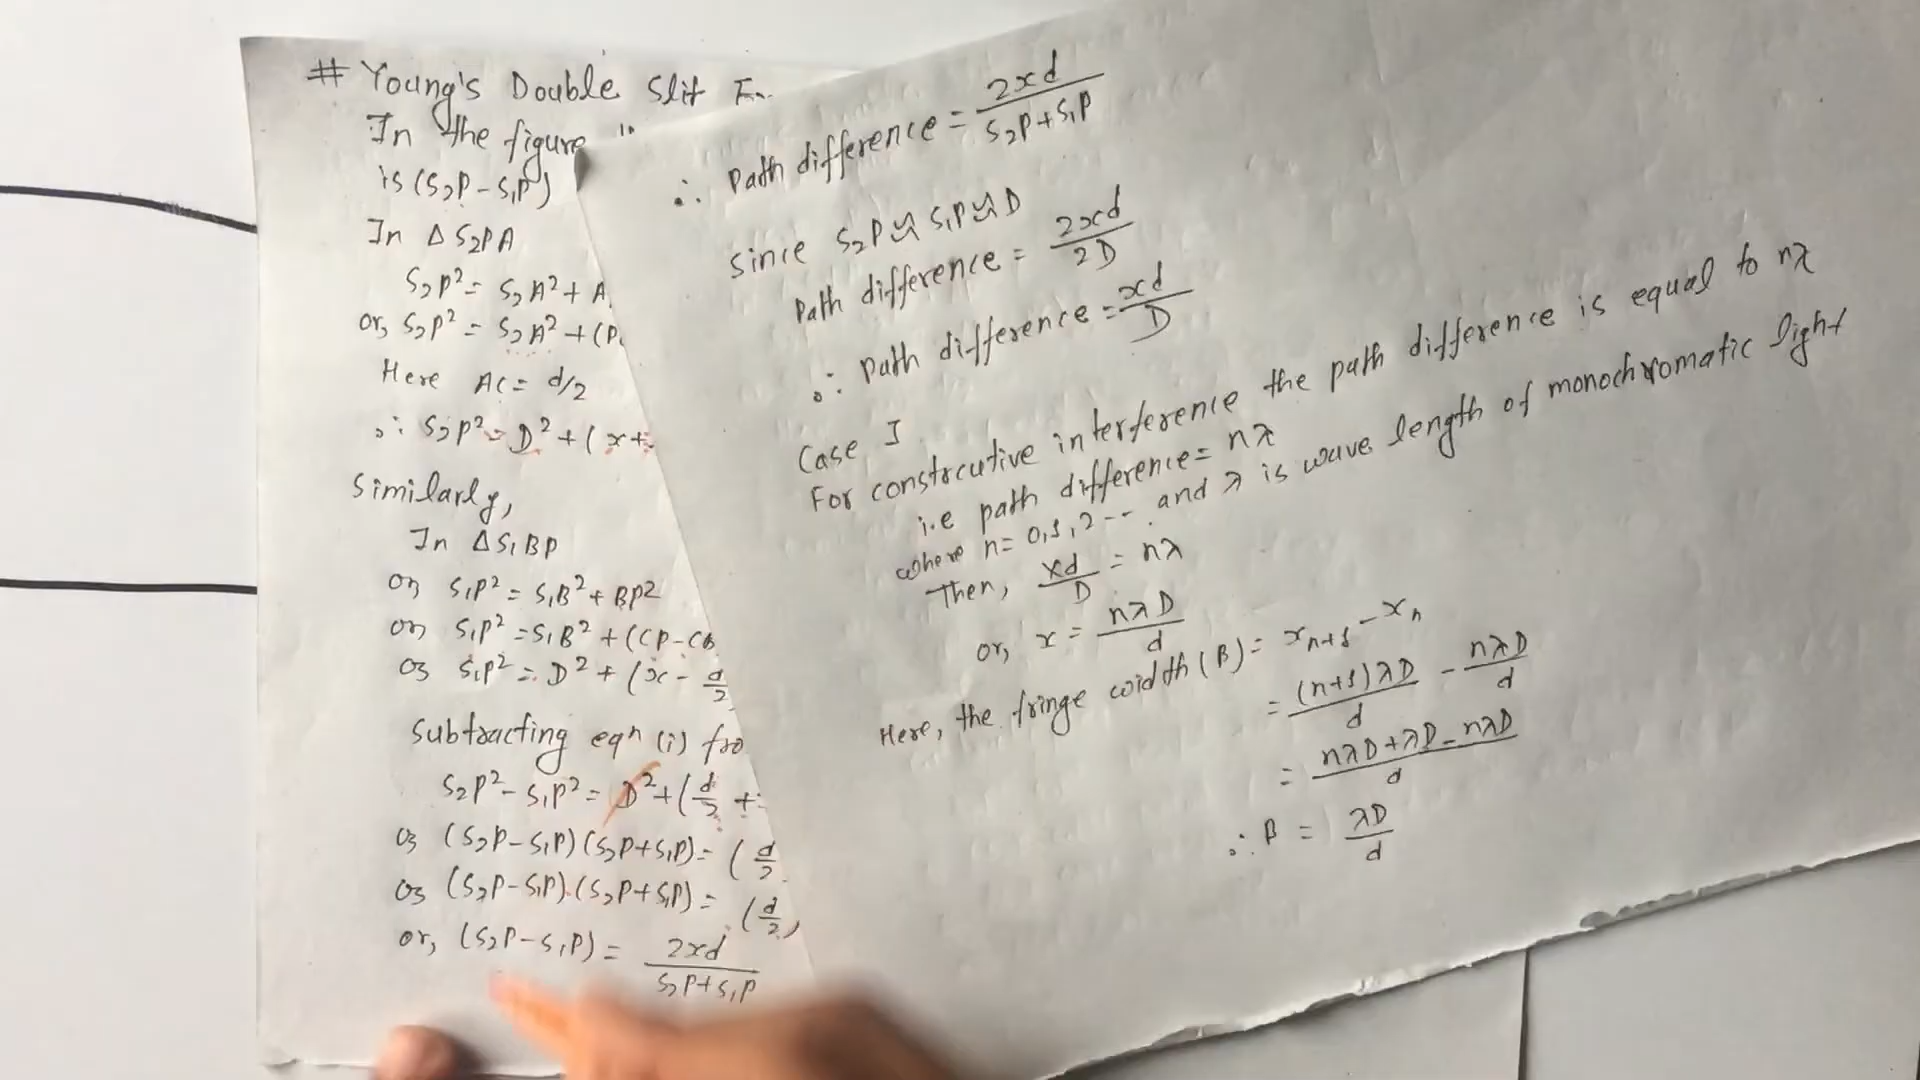 # Young's Double Slit
In the figure
is (S₂P-S₁P)
In Δ S₂PA
S₂P² = S₂A² + A
or, S₂P² = S₂A² + (P
Here AC = d/2
∴ S₂P² = D² + (x+
Similarly,
In ΔS₁BP
or, S₁P² = S₁B² + BP²
or, S₁P² = S₁B² + (CP-CB
or S₁P² = D² + (x - d/2
Subtracting eqⁿ (i) fro
S₂P² - S₁P² = D² + (d/2 +
or (S₂P-S₁P)(S₂P+S₁P) = (d/2
or (S₂P-S₁P).(S₂P+S₁P) = (d/2
or, (S₂P-S₁P) = 2xd/S₂P+S₁P
∴ Path difference = 2xd/S₂P+S₁P
Since S₂P ≈ S₁P ≈ D
Path difference = 2xd/2D
∴ Path difference = xd/D
Case I
For constrcutive interference the path difference is equal to nλ
i.e path difference = nλ
where n = 0,1,2-- and λ is wave length of monochromatic light
Then, xd/D = nλ
or, x = nλD/d
Here, the fringe width (β) = xₙ₊₁ - xₙ
= (n+1)λD/d - nλD/d
= nλD+λD-nλD/d
∴ β = λD/d